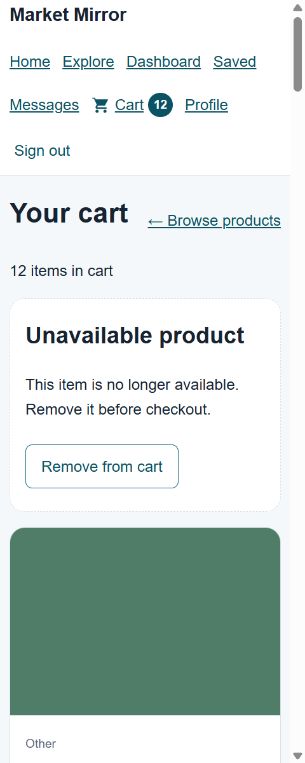 Market Mirror
Home Explore Dashboard Saved
Messages Cart 12 Profile
Sign out
Your cart ← Browse products
12 items in cart
Unavailable product
This item is no longer available.
Remove it before checkout.
Remove from cart
Other